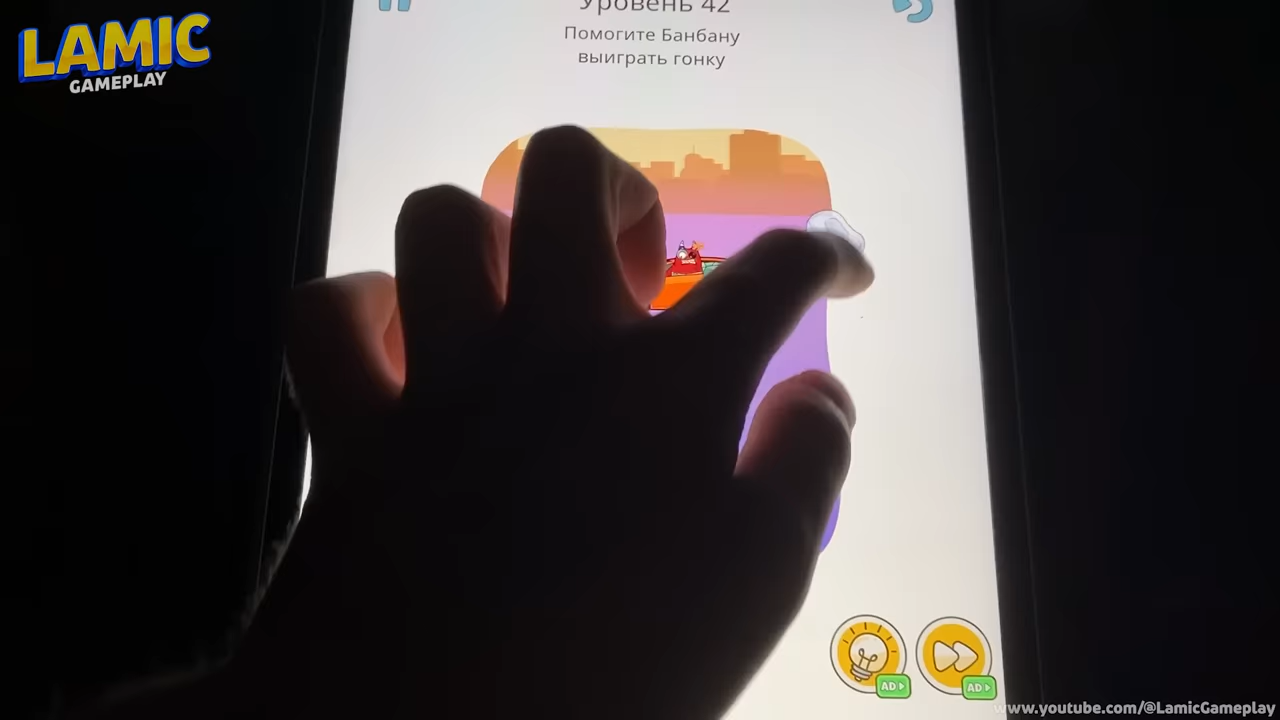 LAMIC
GAMEPLAY
Уровень 42
Помогите Банбану
выиграть гонку
AD
AD
www.youtube.com/@LamicGameplay